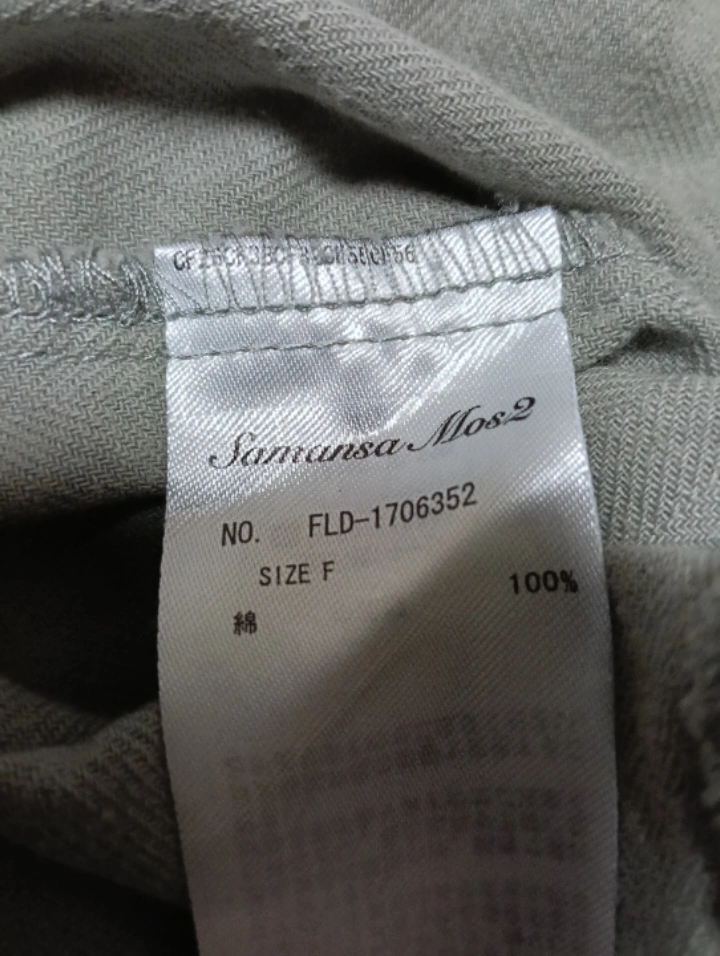 Samansa Mos2
NO. FLD-1706352
SIZE F
綿 100%